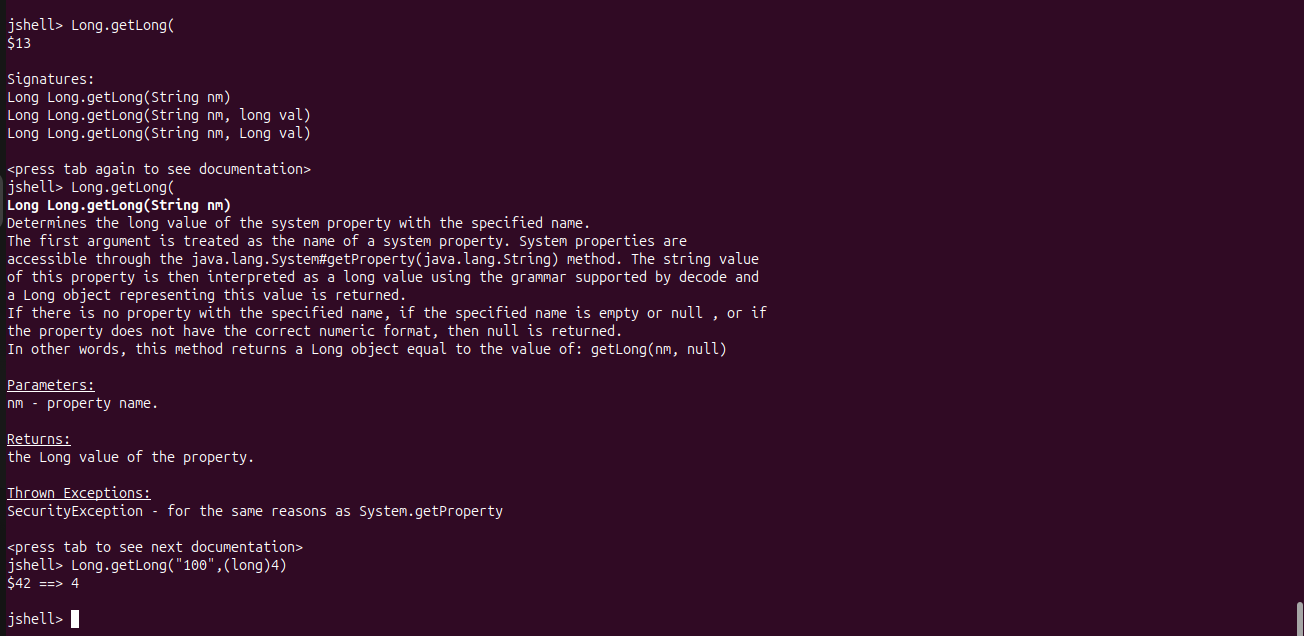 jshell> Long.getLong(
$13
Signatures:
Long Long.getLong(String nm)
Long Long.getLong(String nm, long val)
Long Long.getLong(String nm, Long val)
<press tab again to see documentation>
jshell> Long.getLong(
Long Long.getLong(String nm)
Determines the long value of the system property with the specified name.
The first argument is treated as the name of a system property. System properties are
accessible through the java.lang.System#getProperty(java.lang.String) method. The string value
of this property is then interpreted as a long value using the grammar supported by decode and
a Long object representing this value is returned.
If there is no property with the specified name, if the specified name is empty or null , or if
the property does not have the correct numeric format, then null is returned.
In other words, this method returns a Long object equal to the value of: getLong(nm, null)
Parameters:
nm - property name.
Returns:
the Long value of the property.
Thrown Exceptions:
SecurityException - for the same reasons as System.getProperty
<press tab to see next documentation>
jshell> Long.getLong("100",(long)4)
$42 ==> 4
jshell>